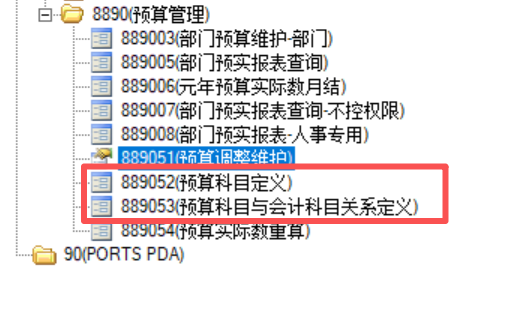 8890(预算管理)
889003(部门预算维护-部门)
889005(部门预实报表查询)
889006(元年预算实际数月结)
889007(部门预实报表查询-不控权限)
889008(部门预实报表-人事专用)
889051(预算调整维护)
889052(预算科目定义)
889053(预算科目与会计科目关系定义)
889054(预算实际数重算)
90(PORTS PDA)